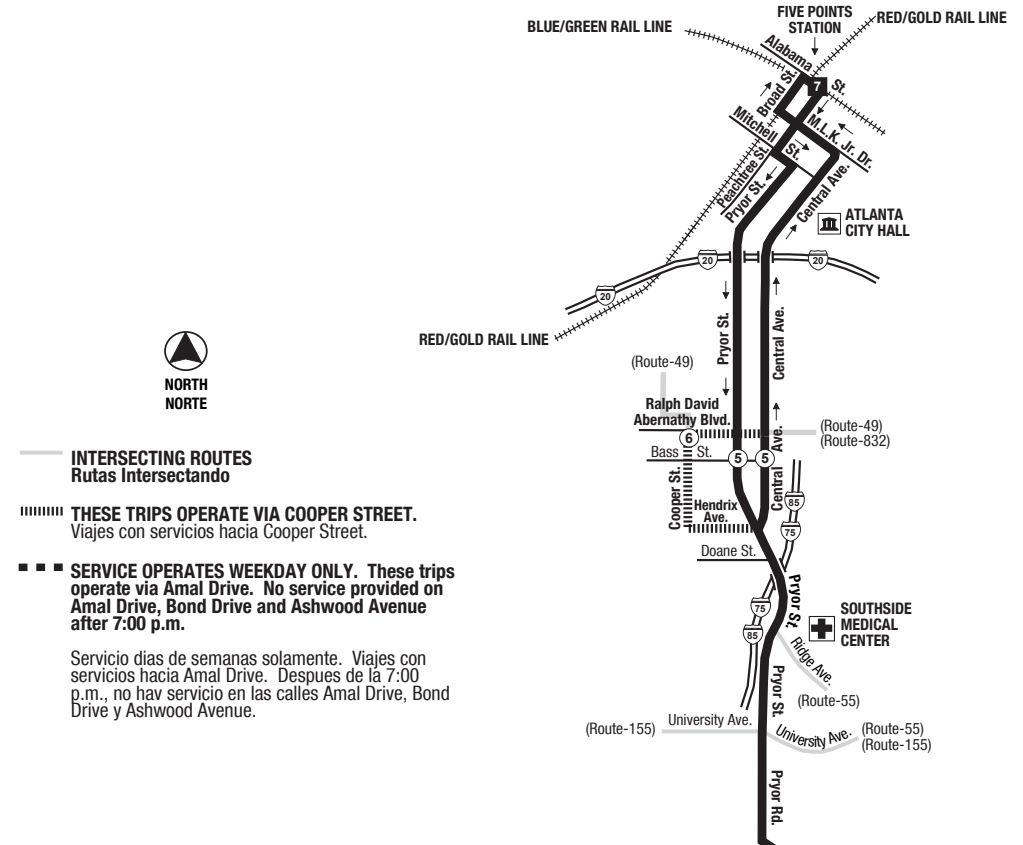 FIVE POINTS
STATION
BLUE/GREEN RAIL LINE
RED/GOLD RAIL LINE
Alabama
St.
7
Broad St.
M.L.K. Jr. Dr.
Mitchell
St.
Peachtree St.
Pryor St.
Central Ave.
ATLANTA
CITY HALL
20
20
20
RED/GOLD RAIL LINE
Pryor St.
Central Ave.
NORTH
NORTE
(Route-49)
Ralph David
Abernathy Blvd.
6
(Route-49)
(Route-832)
Bass St.
5
5
Central Ave.
Cooper St.
Hendrix
Ave.
85
75
Doane St.
INTERSECTING ROUTES
Rutas Intersectando
THESE TRIPS OPERATE VIA COOPER STREET.
Viajes con servicios hacia Cooper Street.
SERVICE OPERATES WEEKDAY ONLY. These trips
operate via Amal Drive. No service provided on
Amal Drive, Bond Drive and Ashwood Avenue
after 7:00 p.m.
Servicio dias de semanas solamente. Viajes con
servicios hacia Amal Drive. Despues de la 7:00
p.m., no hav servicio en las calles Amal Drive, Bond
Drive y Ashwood Avenue.
75
85
Pryor St.
SOUTHSIDE
MEDICAL
CENTER
Ridge Ave.
(Route-55)
Pryor St.
(Route-155)
University Ave.
University Ave.
(Route-55)
(Route-155)
Pryor Rd.